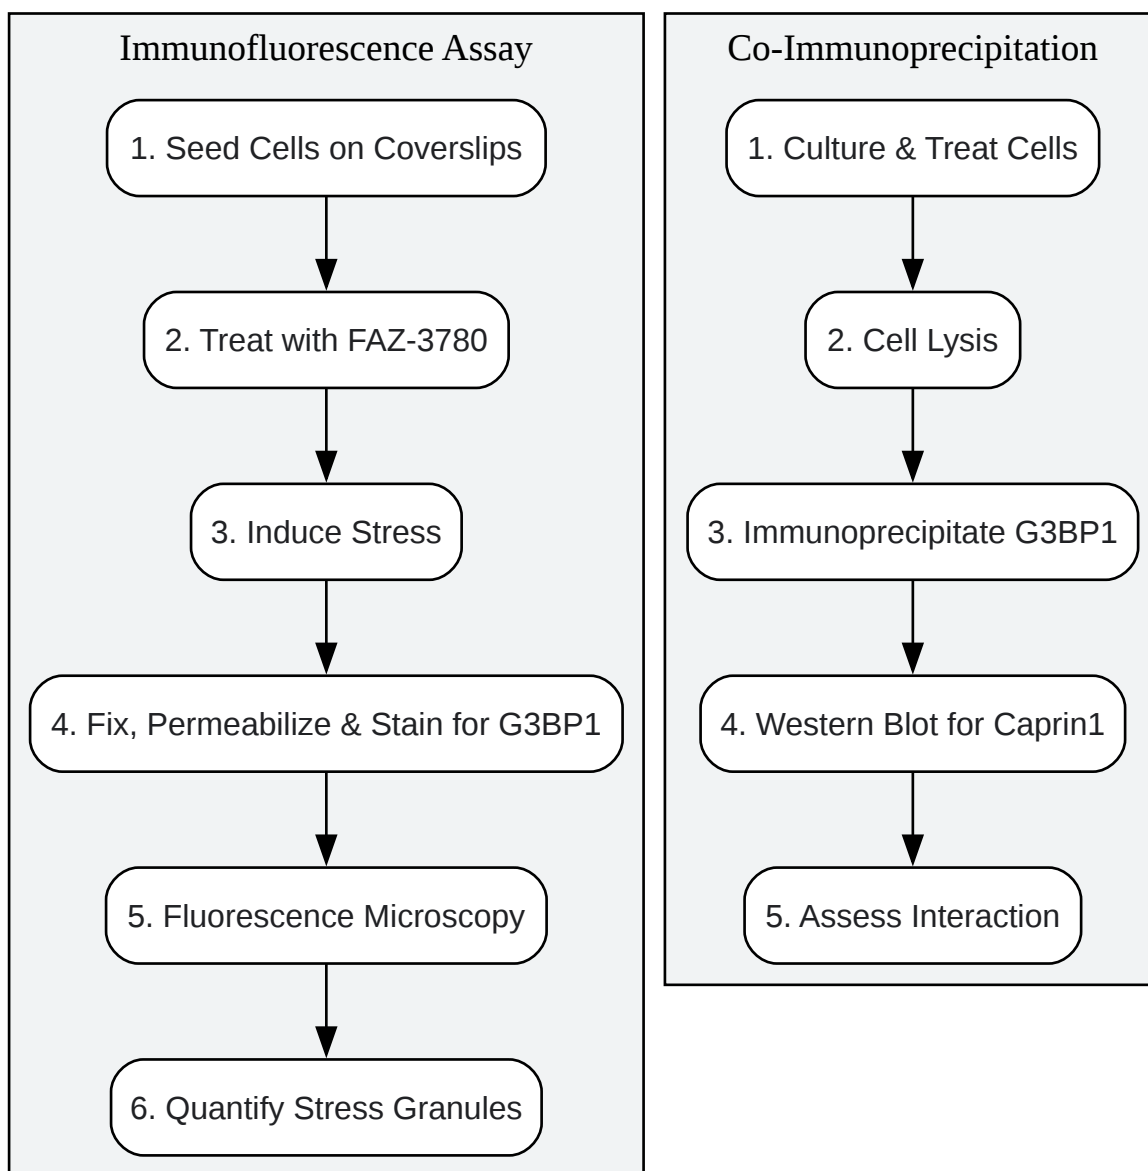 Immunofluorescence Assay
1. Seed Cells on Coverslips
2. Treat with FAZ-3780
3. Induce Stress
4. Fix, Permeabilize & Stain for G3BP1
5. Fluorescence Microscopy
6. Quantify Stress Granules
Co-Immunoprecipitation
1. Culture & Treat Cells
2. Cell Lysis
3. Immunoprecipitate G3BP1
4. Western Blot for Caprin1
5. Assess Interaction